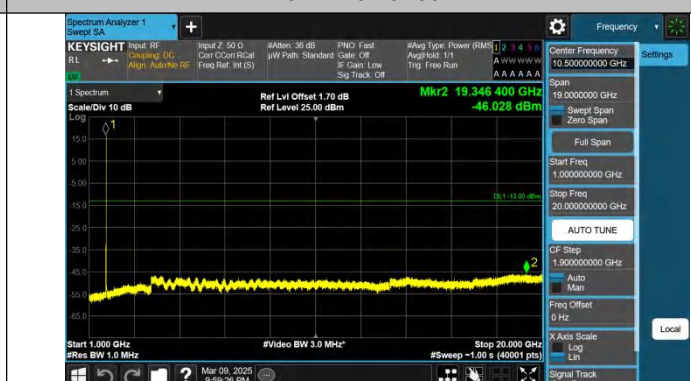 Spectrum Analyzer 1
Swept SA
Frequency
KEYSIGHT
RL
Input: RF
Coupling: DC
Align: Auto/No RF
Input Z: 50 Ω
Corr CCorr RCal
Freq Ref: Int (S)
#Atten: 36 dB
µW Path: Standard
PNO: Fast
Gate: Off
IF Gain: Low
Sig Track: Off
#Avg Type: Power (RMS)
Avg|Hold: 1/1
Trig: Free Run
1 2 3 4 5 6
A W W W W W
A A A A A A
1 Spectrum
Scale/Div 10 dB
Ref Lvl Offset 1.70 dB
Ref Level 25.00 dBm
Mkr2 19.346 400 GHz
-46.028 dBm
Log
1
15.0
5.00
-5.00
-15.0
-25.0
-35.0
-45.0
-55.0
-65.0
DL1 -13.00 dBm
2
Start 1.000 GHz
#Res BW 1.0 MHz
#Video BW 3.0 MHz*
Stop 20.000 GHz
#Sweep ~1.00 s (40001 pts)
Mar 09, 2025
9:59:26 PM
Center Frequency
10.500000000 GHz
Settings
Span
19.0000000 GHz
Swept Span
Zero Span
Full Span
Start Freq
1.000000000 GHz
Stop Freq
20.000000000 GHz
AUTO TUNE
CF Step
1.900000000 GHz
Auto
Man
Freq Offset
0 Hz
Local
X Axis Scale
Log
Lin
Signal Track